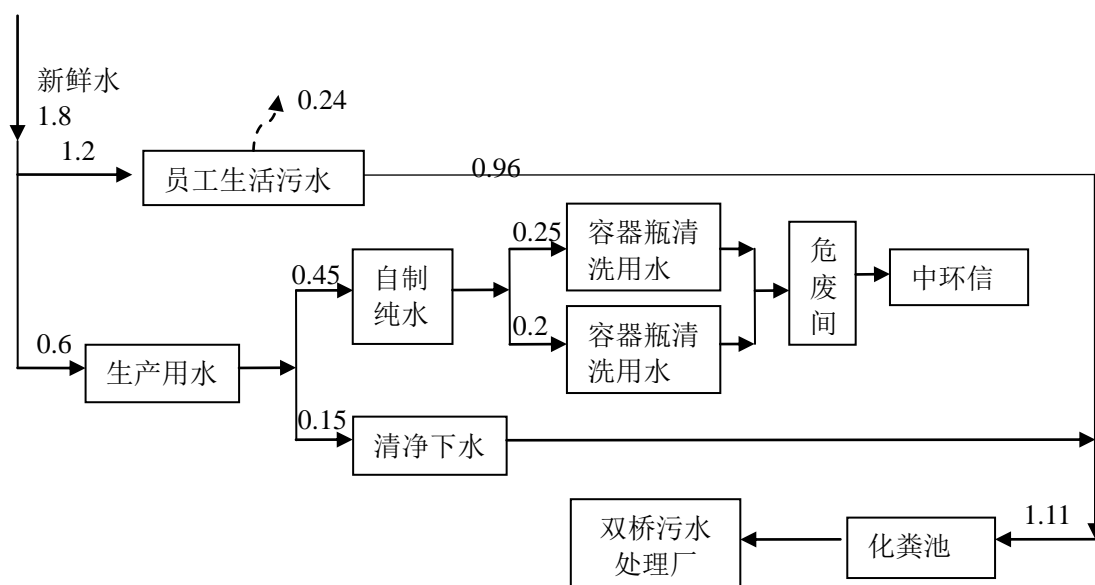 新鲜水
1.8
0.24
1.2
员工生活污水
0.96
0.45
自制
纯水
0.25
容器瓶清
洗用水
0.2
容器瓶清
洗用水
危
废
间
中环信
0.6
生产用水
0.15
清净下水
双桥污水
处理厂
化粪池
1.11